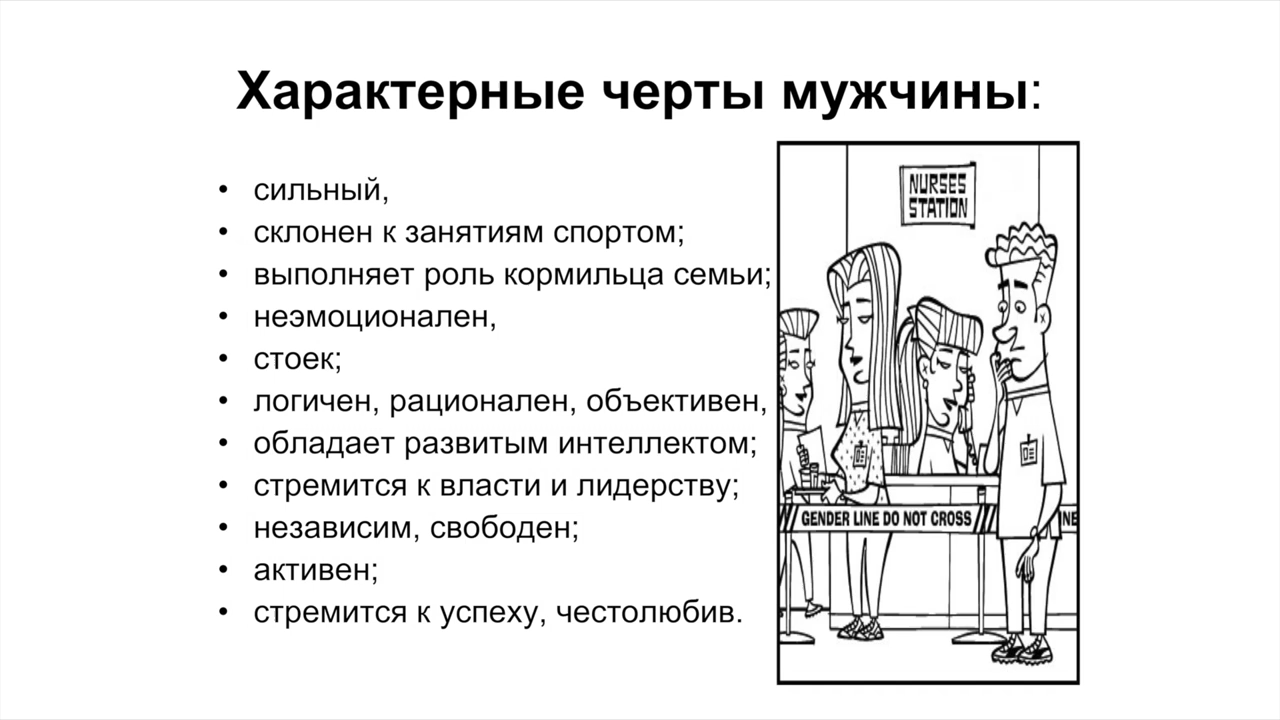 Характерные черты мужчины:
• сильный,
• склонен к занятиям спортом;
• выполняет роль кормильца семьи;
• неэмоционален,
• стоек;
• логичен, рационален, объективен,
• обладает развитым интеллектом;
• стремится к власти и лидерству;
• независим, свободен;
• активен;
• стремится к успеху, честолюбив.
NURSES
STATION
GENDER LINE DO NOT CROSS
NE